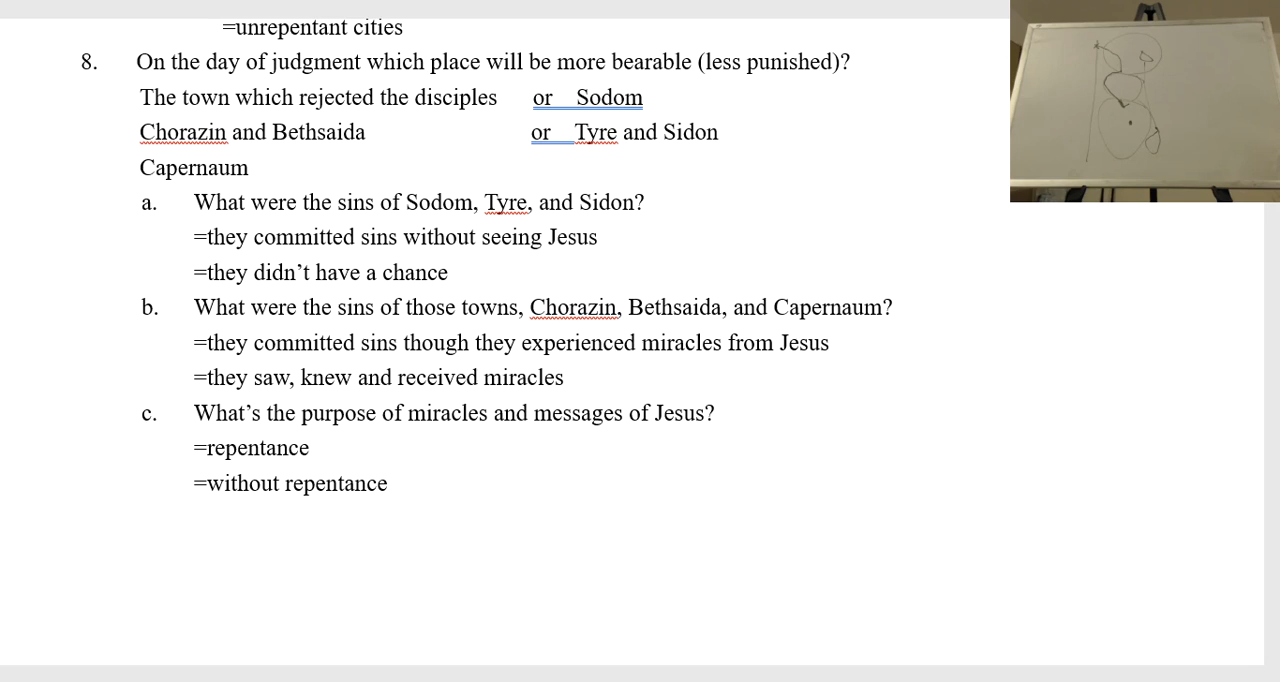 =unrepentant cities
8. On the day of judgment which place will be more bearable (less punished)?
The town which rejected the disciples or Sodom
Chorazin and Bethsaida or Tyre and Sidon
Capernaum
a. What were the sins of Sodom, Tyre, and Sidon?
=they committed sins without seeing Jesus
=they didn’t have a chance
b. What were the sins of those towns, Chorazin, Bethsaida, and Capernaum?
=they committed sins though they experienced miracles from Jesus
=they saw, knew and received miracles
c. What’s the purpose of miracles and messages of Jesus?
=repentance
=without repentance